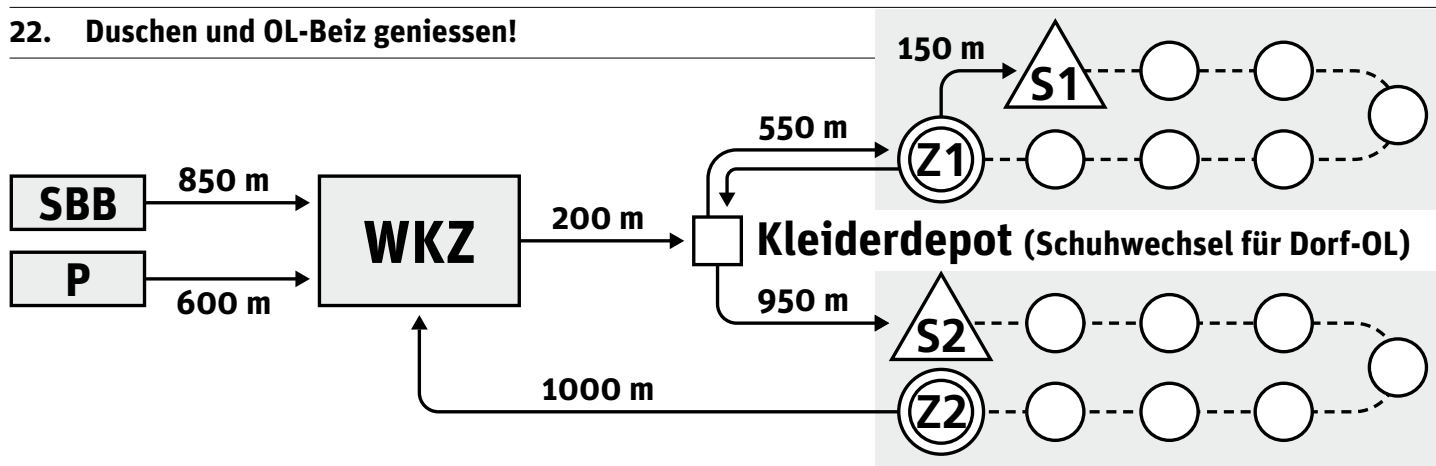 22. Duschen und OL-Beiz geniessen!
150 m
S1
550 m
Z1
SBB
850 m
WKZ
200 m
Kleiderdepot (Schuhwechsel für Dorf-OL)
P
600 m
950 m
S2
1000 m
Z2